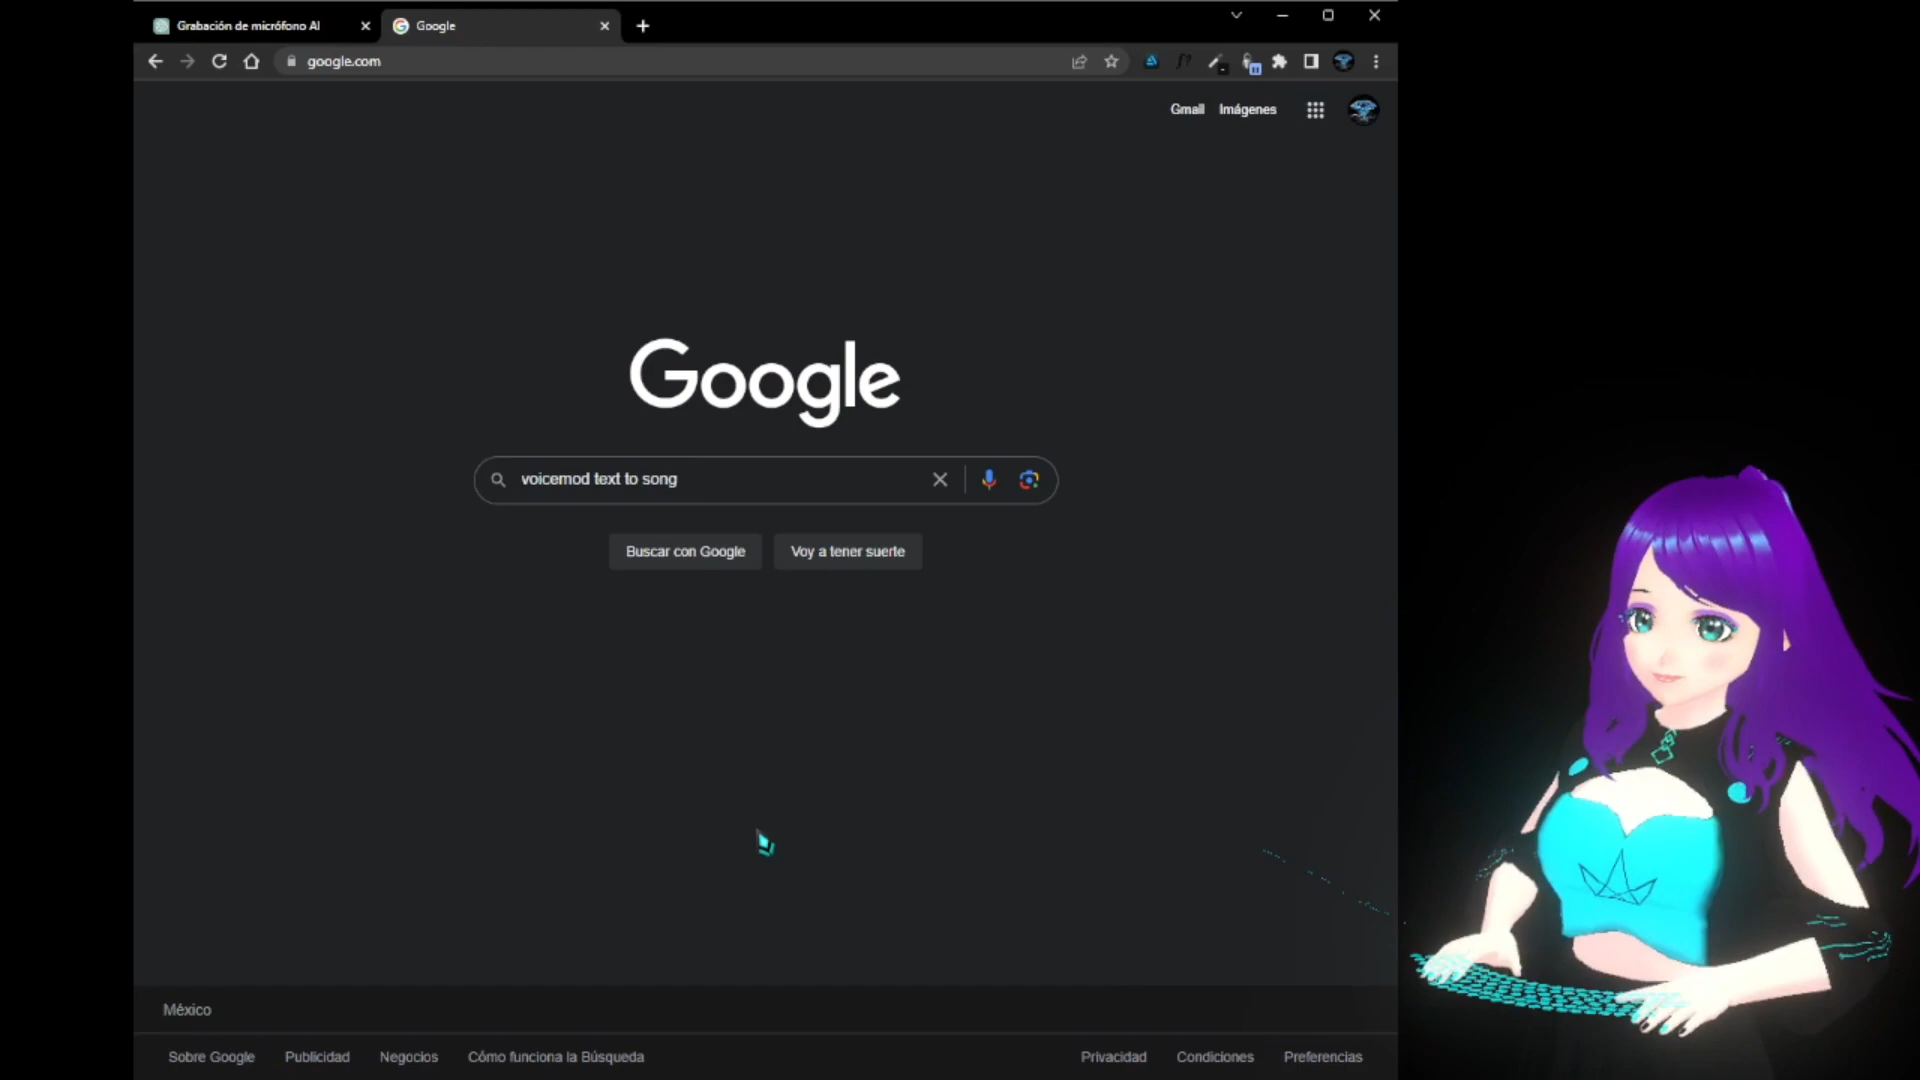 Grabación de micrófono AI
Google
google.com
Gmail
Imágenes
Google
voicemod text to song
Buscar con Google
Voy a tener suerte
México
Sobre Google
Publicidad
Negocios
Cómo funciona la Búsqueda
Privacidad
Condiciones
Preferencias